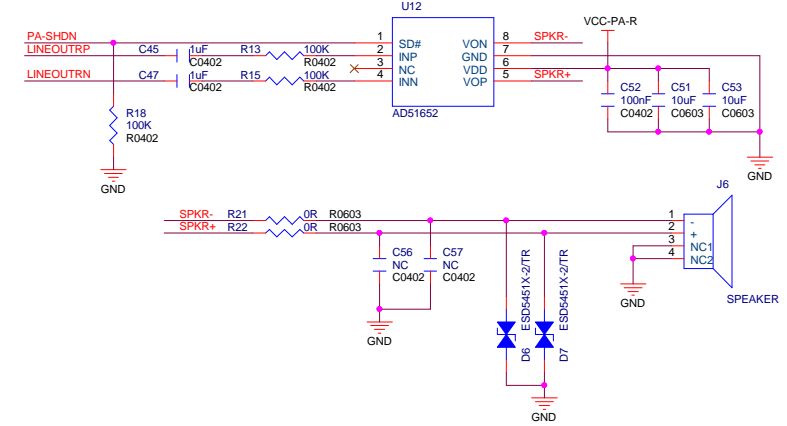 U12
VCC-PA-R
PA-SHDN 1 SD# VON 8 SPKR-
LINEOUTRP C45 1uF C0402 R13 100K R0402 2 INP GND 7
3 NC VDD 6
LINEOUTRN C47 1uF C0402 R15 100K R0402 4 INN VOP 5 SPKR+
AD51652
C52 100nF C0402
C51 10uF C0603
C53 10uF C0603
R18
100K
R0402
GND
GND
J6
SPKR- R21 0R R0603 1 -
SPKR+ R22 0R R0603 2 +
3 NC1
4 NC2
C56 NC C0402
C57 NC C0402
GND
SPEAKER
GND
D6 ESD5451X-2/TR
D7 ESD5451X-2/TR
GND